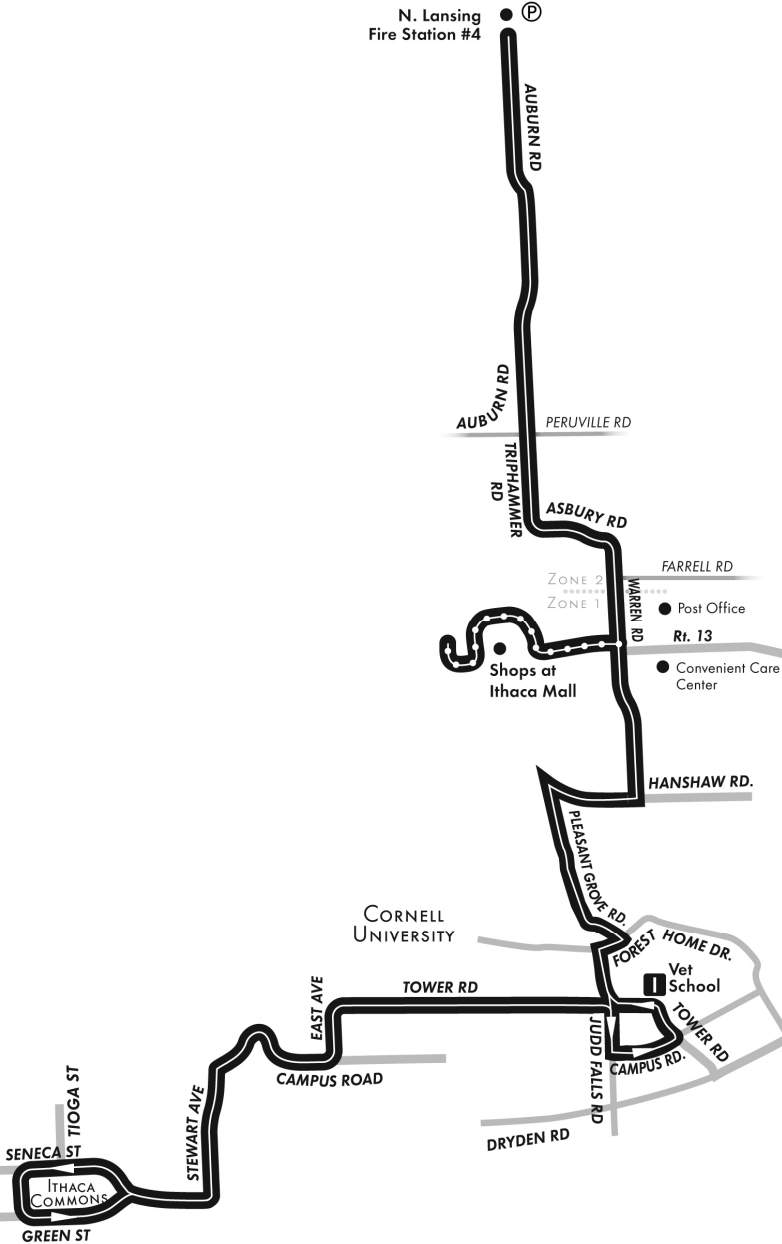 N. Lansing
Fire Station #4
P
AUBURN RD
AUBURN RD
PERUVILLE RD
TRIPHAMMER
RD
ASBURY RD
FARRELL RD
ZONE 2
ZONE 1
WARREN RD
Post Office
Rt. 13
Shops at
Ithaca Mall
Convenient Care
Center
HANSHAW RD.
PLEASANT GROVE RD.
CORNELL
UNIVERSITY
FOREST HOME DR.
Vet
School
TOWER RD
EAST AVE
TOWER RD
JUDD FALLS RD
CAMPUS RD.
CAMPUS ROAD
STEWART AVE
TIOGA ST
DRYDEN RD
SENECA ST
ITHACA
COMMONS
GREEN ST